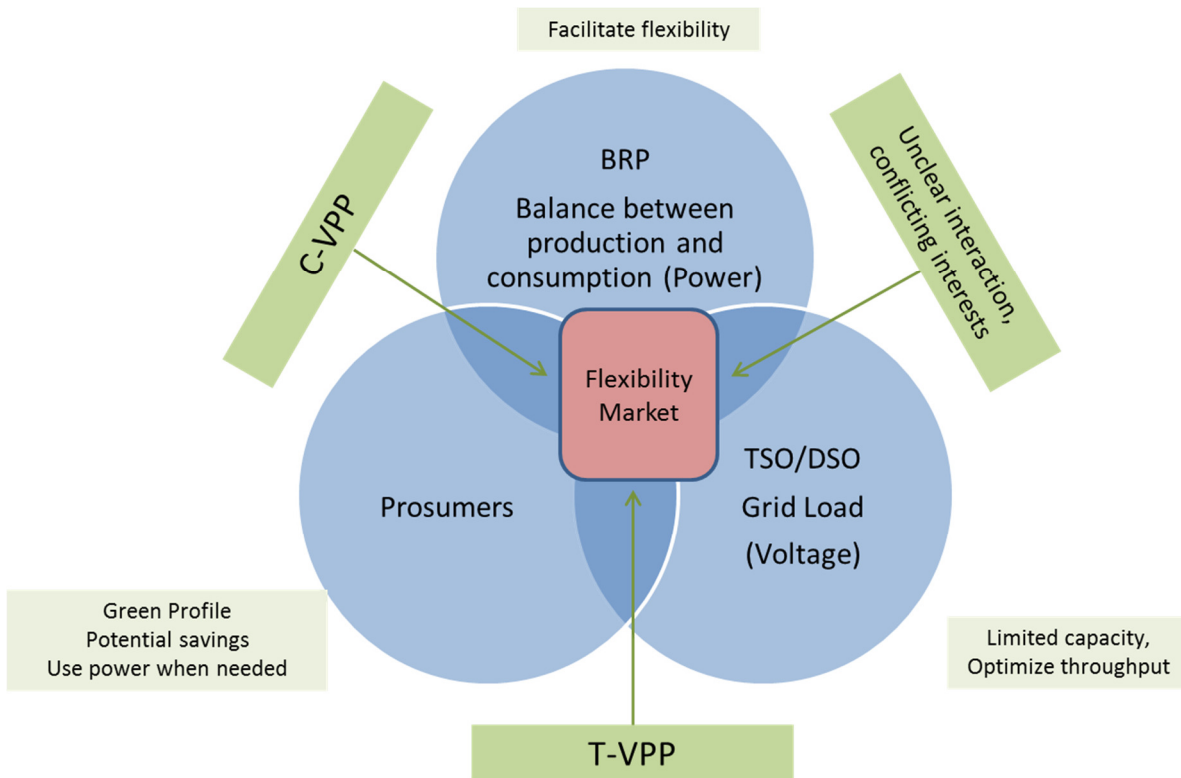 Facilitate flexibility
C-VPP
Unclear interaction,
conflicting interests
BRP
Balance between
production and
consumption (Power)
Flexibility
Market
Prosumers
TSO/DSO
Grid Load
(Voltage)
Green Profile
Potential savings
Use power when needed
Limited capacity,
Optimize throughput
T-VPP